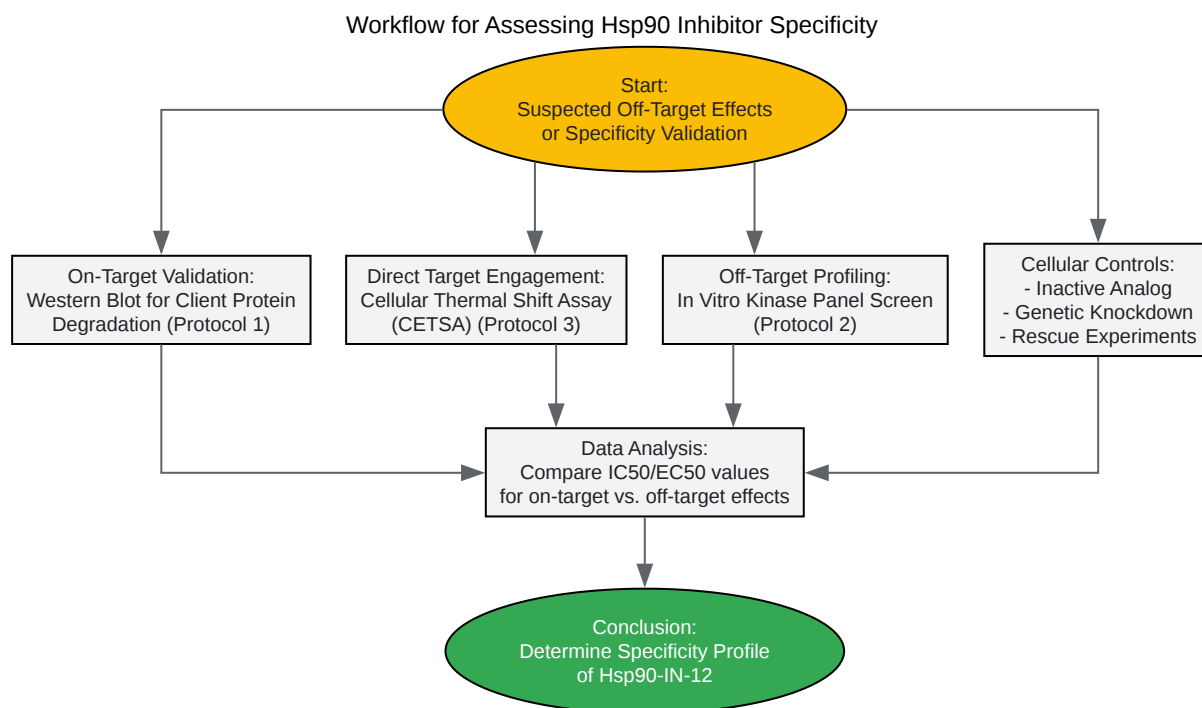 Workflow for Assessing Hsp90 Inhibitor Specificity
Start:
Suspected Off-Target Effects
or Specificity Validation
On-Target Validation:
Western Blot for Client Protein
Degradation (Protocol 1)
Direct Target Engagement:
Cellular Thermal Shift Assay
(CETSA) (Protocol 3)
Off-Target Profiling:
In Vitro Kinase Panel Screen
(Protocol 2)
Cellular Controls:
- Inactive Analog
- Genetic Knockdown
- Rescue Experiments
Data Analysis:
Compare IC50/EC50 values
for on-target vs. off-target effects
Conclusion:
Determine Specificity Profile
of Hsp90-IN-12